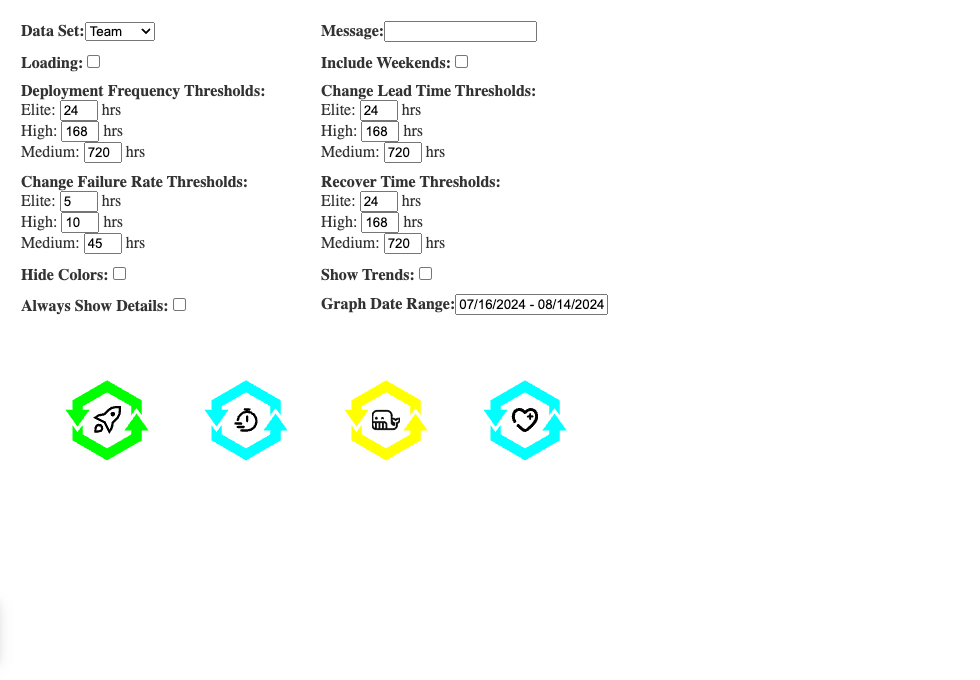 Data Set: Team
Message:
Loading:
Include Weekends:
Deployment Frequency Thresholds:
Elite: 24 hrs
High: 168 hrs
Medium: 720 hrs
Change Lead Time Thresholds:
Elite: 24 hrs
High: 168 hrs
Medium: 720 hrs
Change Failure Rate Thresholds:
Elite: 5 hrs
High: 10 hrs
Medium: 45 hrs
Recover Time Thresholds:
Elite: 24 hrs
High: 168 hrs
Medium: 720 hrs
Hide Colors:
Show Trends:
Always Show Details:
Graph Date Range: 07/16/2024 - 08/14/2024